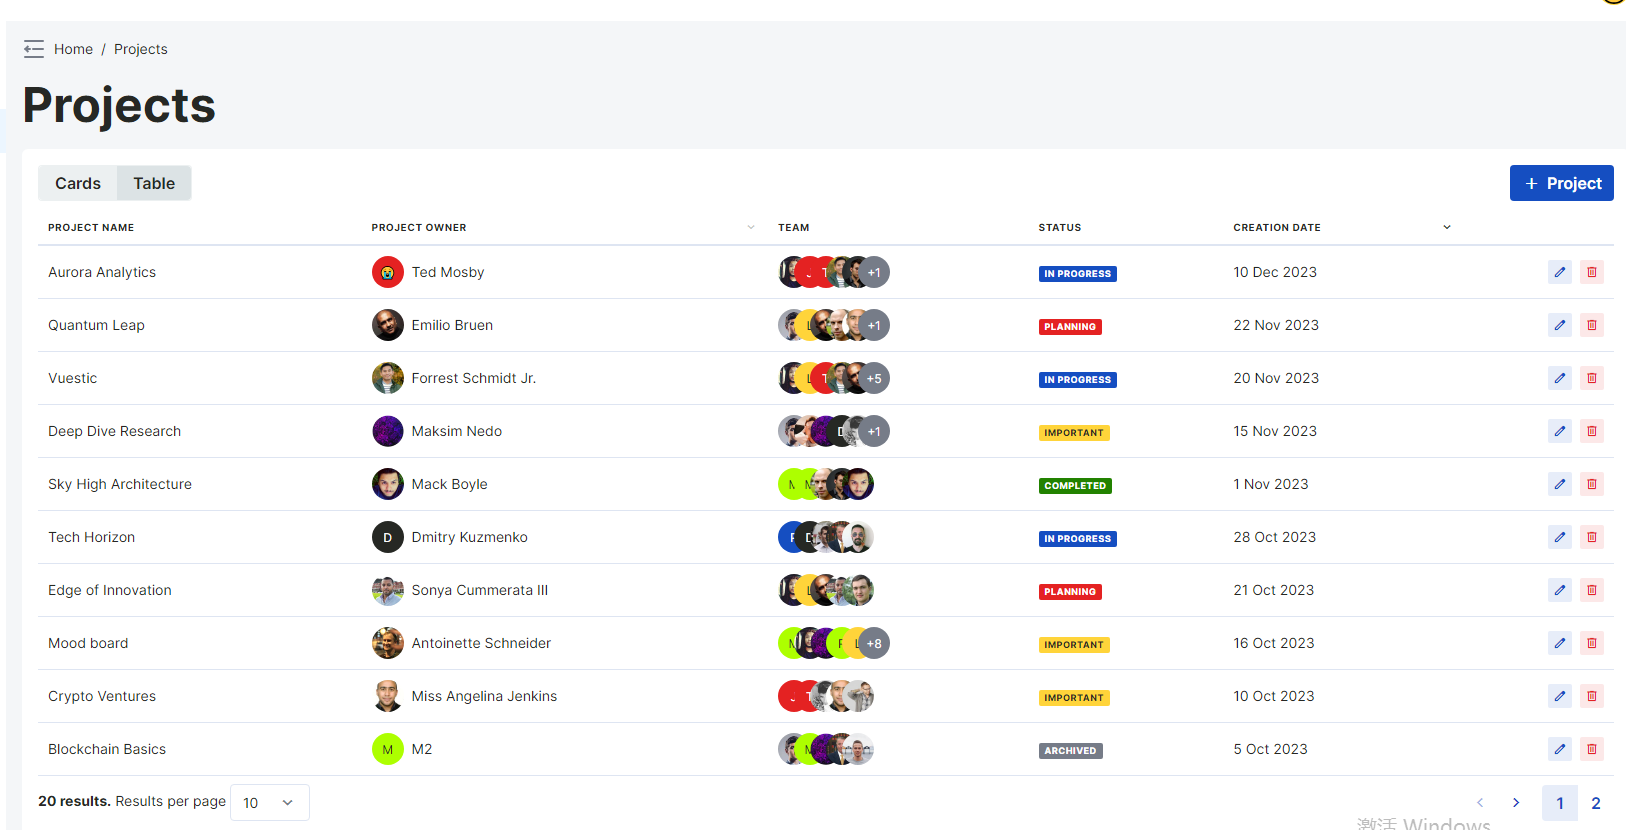 Home / Projects
Projects
Cards Table + Project
PROJECT NAME PROJECT OWNER TEAM STATUS CREATION DATE
Aurora Analytics Ted Mosby +1 IN PROGRESS 10 Dec 2023
Quantum Leap Emilio Bruen +1 PLANNING 22 Nov 2023
Vuestic Forrest Schmidt Jr. +5 IN PROGRESS 20 Nov 2023
Deep Dive Research Maksim Nedo +1 IMPORTANT 15 Nov 2023
Sky High Architecture Mack Boyle COMPLETED 1 Nov 2023
Tech Horizon D Dmitry Kuzmenko IN PROGRESS 28 Oct 2023
Edge of Innovation Sonya Cummerata III PLANNING 21 Oct 2023
Mood board Antoinette Schneider +8 IMPORTANT 16 Oct 2023
Crypto Ventures Miss Angelina Jenkins IMPORTANT 10 Oct 2023
Blockchain Basics M M2 ARCHIVED 5 Oct 2023
20 results. Results per page 10 1 2
激活 Windows